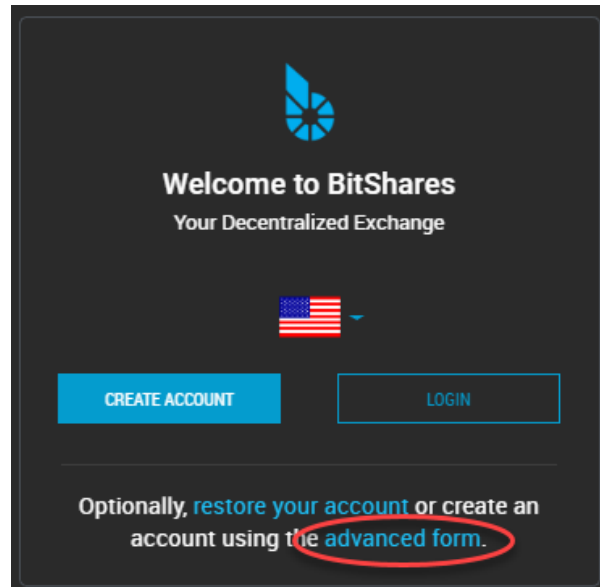 Welcome to BitShares
Your Decentralized Exchange
CREATE ACCOUNT
LOGIN
Optionally, restore your account or create an
account using the advanced form.